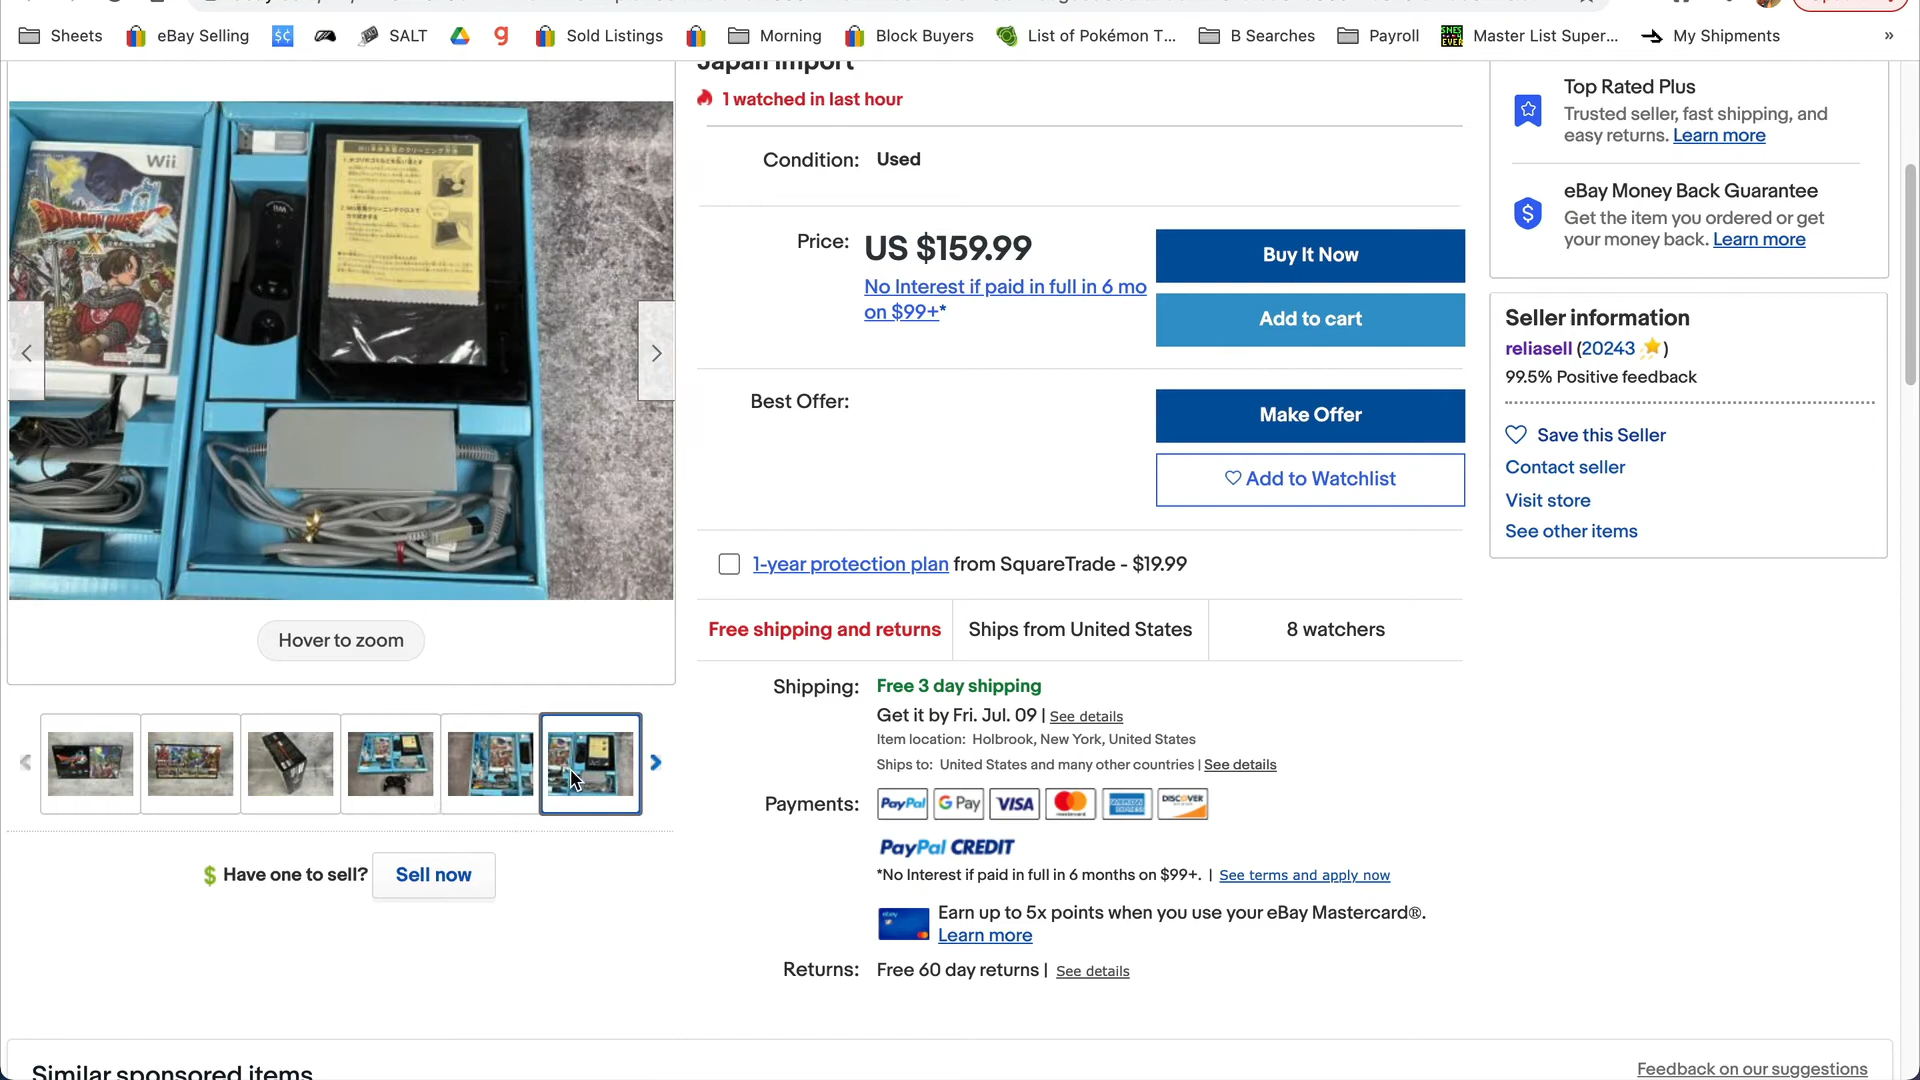 Sheets
eBay Selling
SALT
Sold Listings
Morning
Block Buyers
List of Pokémon T...
B Searches
Payroll
Master List Super...
My Shipments
»
Japan Import
1 watched in last hour
Condition: Used
Price: US $159.99
No Interest if paid in full in 6 mo
on $99+*
Buy It Now
Add to cart
Best Offer:
Make Offer
Add to Watchlist
1-year protection plan from SquareTrade - $19.99
Free shipping and returns
Ships from United States
8 watchers
Shipping: Free 3 day shipping
Get it by Fri. Jul. 09 | See details
Item location: Holbrook, New York, United States
Ships to: United States and many other countries | See details
Payments: PayPal G Pay VISA mastercard AMERICAN EXPRESS DISCOVER
PayPal CREDIT
*No Interest if paid in full in 6 months on $99+. | See terms and apply now
ebay
Earn up to 5x points when you use your eBay Mastercard®.
Learn more
Returns: Free 60 day returns | See details
Top Rated Plus
Trusted seller, fast shipping, and
easy returns. Learn more
eBay Money Back Guarantee
Get the item you ordered or get
your money back. Learn more
Seller information
reliasell (20243)
99.5% Positive feedback
Save this Seller
Contact seller
Visit store
See other items
Wii
DRAGON QUEST
X
Wii
Hover to zoom
Have one to sell?
Sell now
Similar sponsored items
Feedback on our suggestions